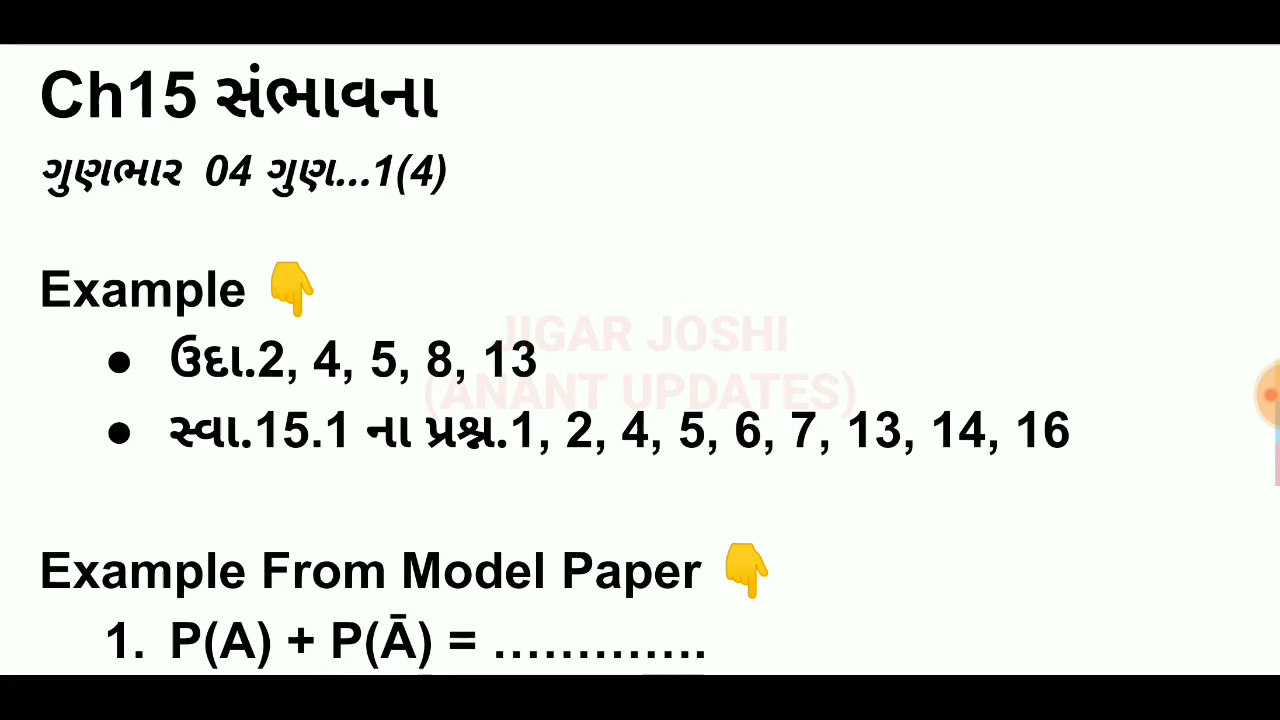 Ch15 સંભાવના
ગુણભાર 04 ગુણ...1(4)
Example 👇
● ઉદા.2, 4, 5, 8, 13
JIGAR JOSHI
(ANANT UPDATES)
● સ્વા.15.1 ના પ્રશ્ન.1, 2, 4, 5, 6, 7, 13, 14, 16
Example From Model Paper 👇
1. P(A) + P(Ā) = .............